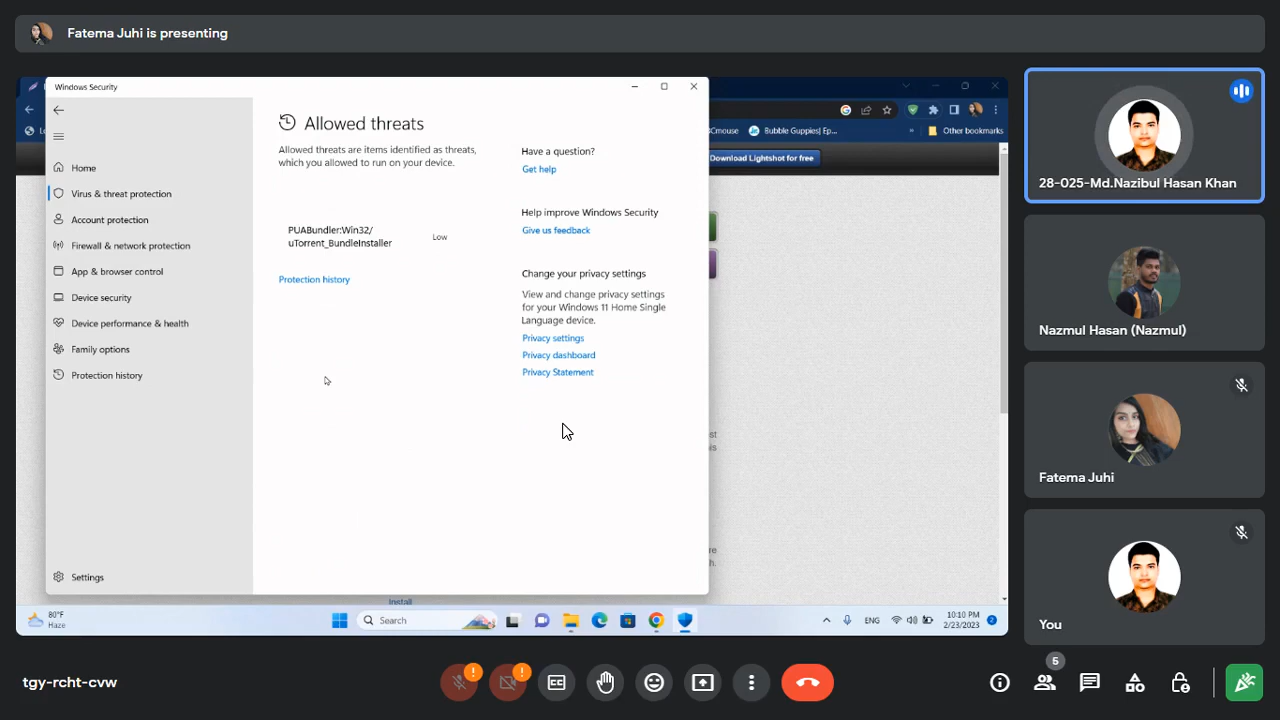 Fatema Juhi is presenting
Windows Security
Allowed threats
Allowed threats are items identified as threats,
which you allowed to run on your device.
PUABundler:Win32/
uTorrent_BundleInstaller
Low
Protection history
Home
Virus & threat protection
Account protection
Firewall & network protection
App & browser control
Device security
Device performance & health
Family options
Protection history
Settings
Have a question?
Get help
Help improve Windows Security
Give us feedback
Change your privacy settings
View and change privacy settings
for your Windows 11 Home Single
Language device.
Privacy settings
Privacy dashboard
Privacy Statement
Cmouse
Bubble Guppies| Ep...
»
Other bookmarks
Download Lightshot for free
Install
80°F
Haze
Search
ENG
10:10 PM
2/23/2023
2
28-025-Md.Nazibul Hasan Khan
Nazmul Hasan (Nazmul)
Fatema Juhi
You
tgy-rcht-cvw
CC
5